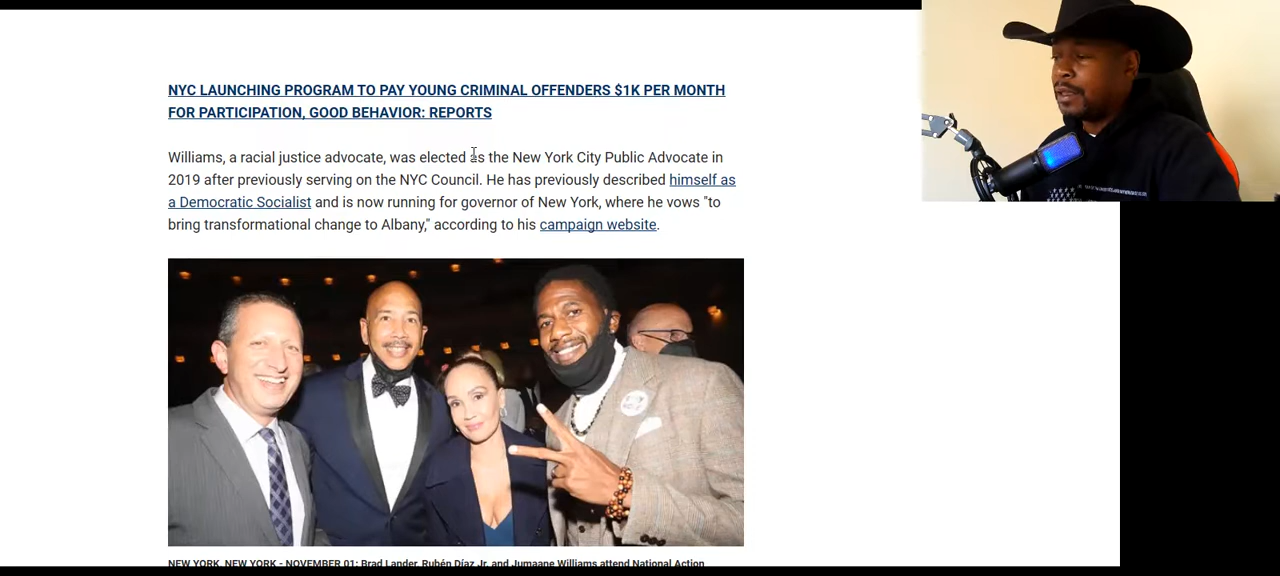 NYC LAUNCHING PROGRAM TO PAY YOUNG CRIMINAL OFFENDERS $1K PER MONTH
FOR PARTICIPATION, GOOD BEHAVIOR: REPORTS
Williams, a racial justice advocate, was elected as the New York City Public Advocate in
2019 after previously serving on the NYC Council. He has previously described himself as
a Democratic Socialist and is now running for governor of New York, where he vows "to
bring transformational change to Albany," according to his campaign website.
NEW YORK, NEW YORK - NOVEMBER 01: Brad Lander, Rubén Díaz Jr. and Jumaane Williams attend National Action